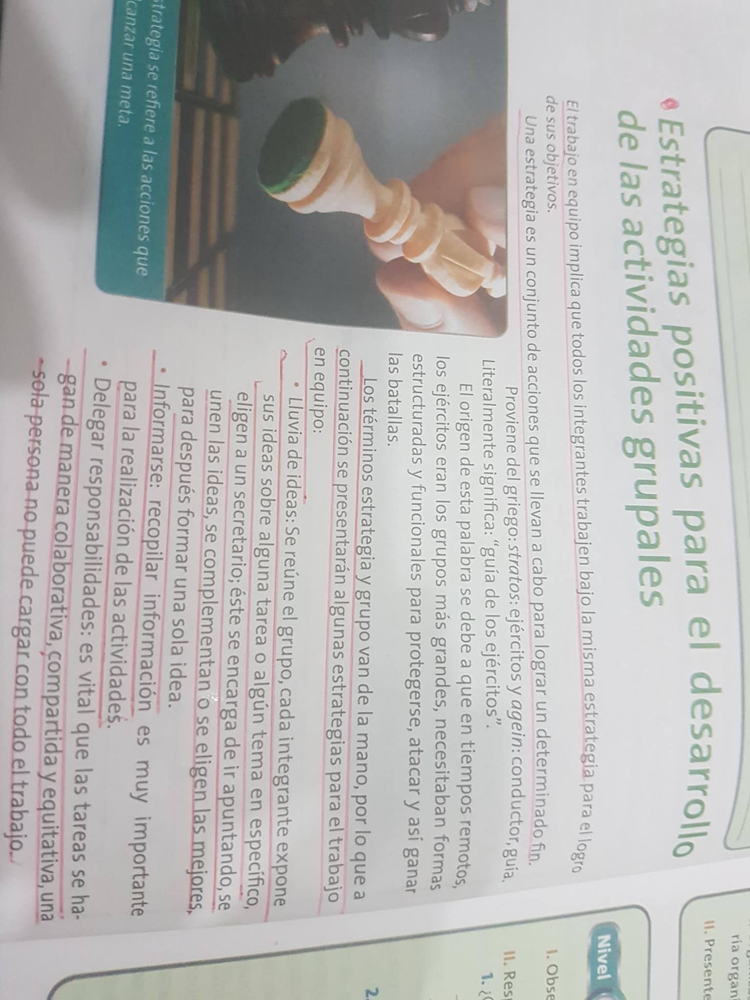 Estrategias positivas para el desarrollo
de las actividades grupales
El trabajo en equipo implica que todos los integrantes trabajen bajo la misma estrategia para el logro
de sus objetivos.
Una estrategia es un conjunto de acciones que se llevan a cabo para lograr un determinado fin.
Proviene del griego: stratos: ejércitos y agein: conductor, guía.
Literalmente significa: “guía de los ejércitos”.
El origen de esta palabra se debe a que en tiempos remotos,
los ejércitos eran los grupos más grandes, necesitaban formas
estructuradas y funcionales para protegerse, atacar y así ganar
las batallas.
Los términos estrategia y grupo van de la mano, por lo que a
continuación se presentarán algunas estrategias para el trabajo
en equipo:
• Lluvia de ideas: Se reúne el grupo, cada integrante expone
sus ideas sobre alguna tarea o algún tema en específico,
eligen a un secretario; éste se encarga de ir apuntando, se
unen las ideas, se complementan o se eligen las mejores,
para después formar una sola idea.
• Informarse: recopilar información es muy importante
para la realización de las actividades.
• Delegar responsabilidades: es vital que las tareas se ha-
gan de manera colaborativa, compartida y equitativa, una
sola persona no puede cargar con todo el trabajo.
strategia se refiere a las acciones que
canzar una meta.
ría organi
II. Presente
Nivel
I. Obse
II. Resp
1. ¿
2.